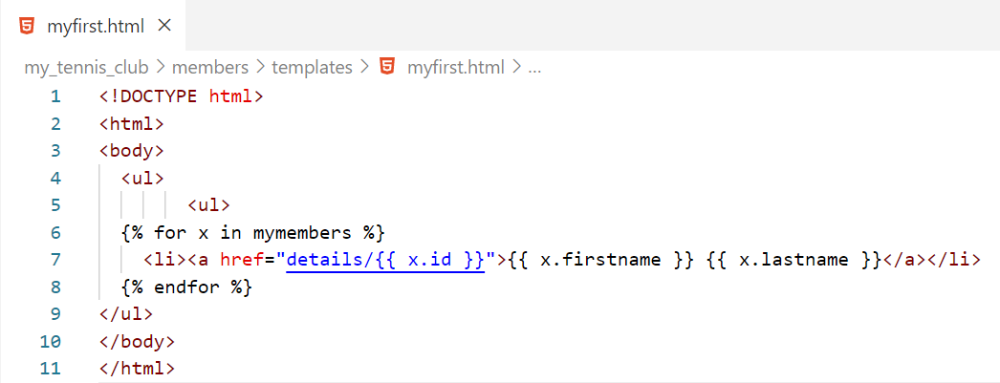 myfirst.html ×
my_tennis_club > members > templates > myfirst.html > ...
1 <!DOCTYPE html>
2 <html>
3 <body>
4   <ul>
5         <ul>
6   {% for x in mymembers %}
7     <li><a href="details/{{ x.id }}">{{ x.firstname }} {{ x.lastname }}</a></li>
8   {% endfor %}
9 </ul>
10 </body>
11 </html>